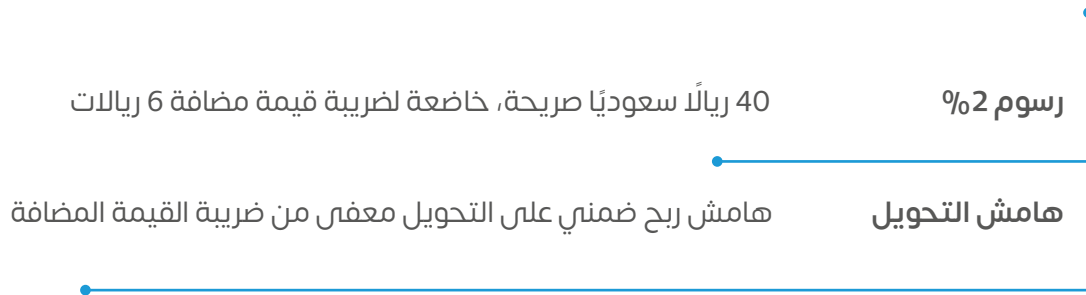 رسوم 2% 40 ريالًا سعوديًا صريحة، خاضعة لضريبة قيمة مضافة 6 ريالات
هامش التحويل هامش ربح ضمني على التحويل معفى من ضريبة القيمة المضافة